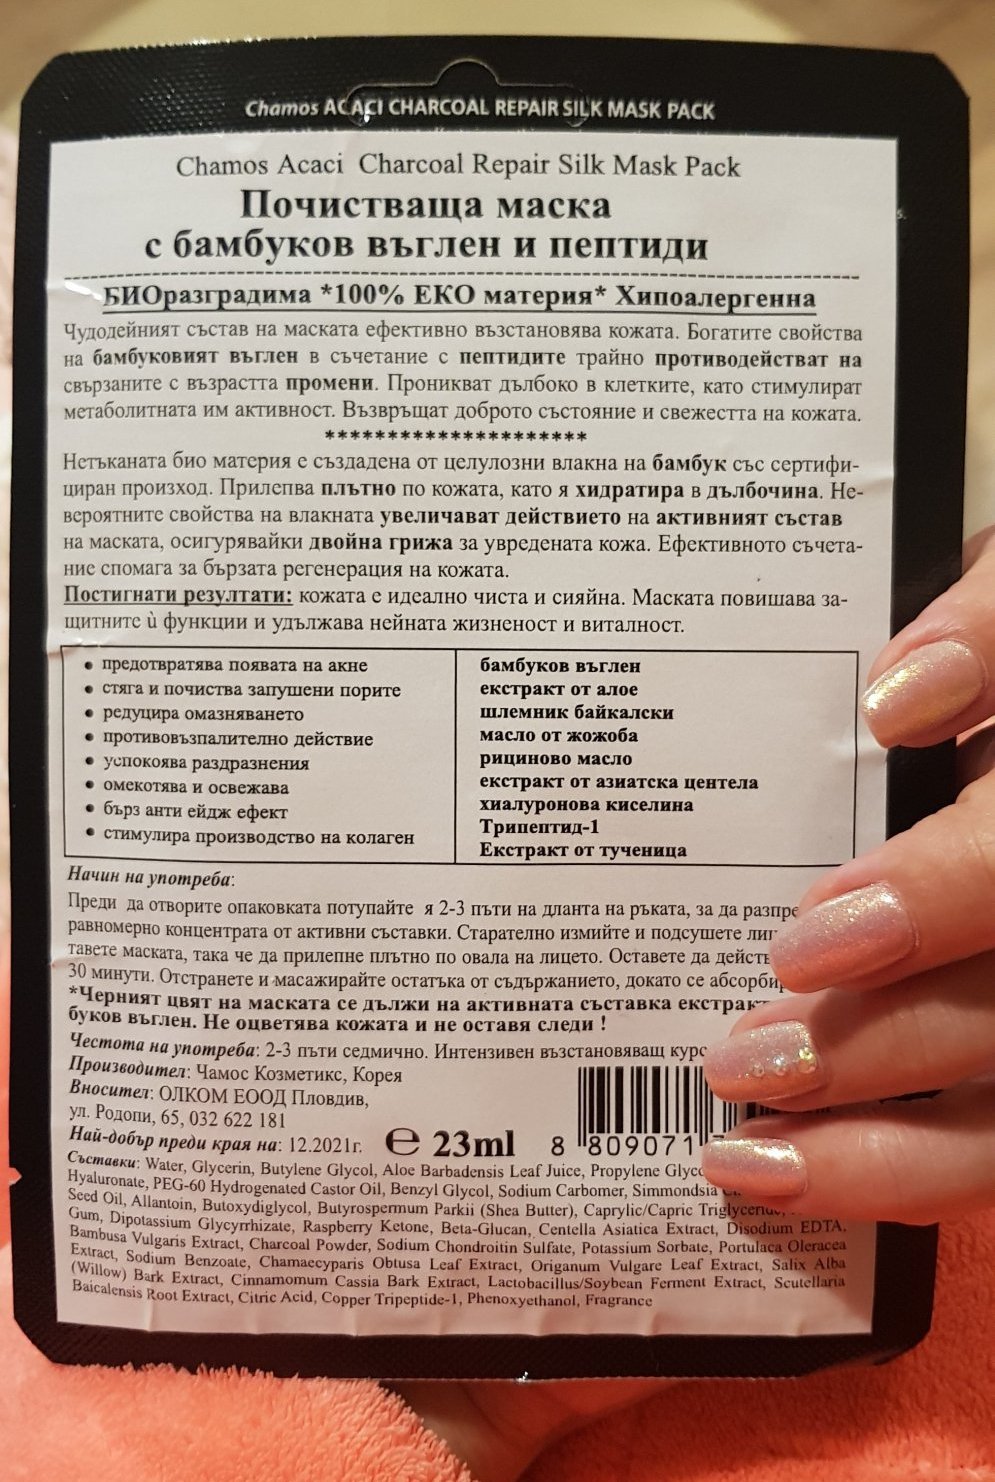 Chamos ACACI CHARCOAL REPAIR SILK MASK PACK
Chamos Acaci Charcoal Repair Silk Mask Pack
Почистваща маска
с бамбуков въглен и пептиди
БИОразградима *100% ЕКО материя* Хипоалергенна
Чудодейният състав на маската ефективно възстановява кожата. Богатите свойства
на бамбуковият въглен в съчетание с пептидите трайно противодействат на
свързаните с възрастта промени. Проникват дълбоко в клетките, като стимулират
метаболитната им активност. Възвръщат доброто състояние и свежестта на кожата.
*********************
Нетъканата био материя е създадена от целулозни влакна на бамбук със сертифи-
циран произход. Прилепва плътно по кожата, като я хидратира в дълбочина. Не-
вероятните свойства на влакната увеличават действието на активният състав
на маската, осигурявайки двойна грижа за увредената кожа. Ефективното съчета-
ние спомага за бързата регенерация на кожата.
Постигнати резултати: кожата е идеално чиста и сияйна. Маската повишава за-
щитните ѝ функции и удължава нейната жизненост и виталност.
• предотвратява появата на акне
• стяга и почиства запушени порите
• редуцира омазняването
• противовъзпалително действие
• успокоява раздразнения
• омекотява и освежава
• бърз анти ейдж ефект
• стимулира производство на колаген
бамбуков въглен
екстракт от алое
шлемник байкалски
масло от жожоба
рициново масло
екстракт от азиатска центела
хиалуронова киселина
Трипептид-1
Екстракт от тученица
Начин на употреба:
Преди да отворите опаковката потупайте я 2-3 пъти на дланта на ръката, за да разпре
равномерно концентрата от активни съставки. Старателно измийте и подсушете
тавете маската, така че да прилепне плътно по овала на лицето. Оставете да
30 минути. Отстранете и масажирайте остатъка от съдържанието, докато се
*Черният цвят на маската се дължи на активната съставка
буков въглен. Не оцветява кожата и не оставя следи !
Честота на употреба: 2-3 пъти седмично. Интензивен възстановяващ курс
Производител: Чамос Козметикс, Корея
Вносител: ОЛКОМ ЕООД Пловдив,
ул. Родопи, 65, 032 622 181
Най-добър преди края на: 12.2021г. ℮ 23ml 8 809071
Съставки: Water, Glycerin, Butylene Glycol, Aloe Barbadensis Leaf Juice, Propylene
Hyaluronate, PEG-60 Hydrogenated Castor Oil, Benzyl Glycol, Sodium Carbomer, Simmondsia
Seed Oil, Allantoin, Butoxydiglycol, Butyrospermum Parkii (Shea Butter), Caprylic/Capric
Gum, Dipotassium Glycyrrhizate, Raspberry Ketone, Beta-Glucan, Centella Asiatica Extract, Disodium EDTA,
Bambusa Vulgaris Extract, Charcoal Powder, Sodium Chondroitin Sulfate, Potassium Sorbate, Portulaca Oleracea
Extract, Sodium Benzoate, Chamaecyparis Obtusa Leaf Extract, Origanum Vulgare Leaf Extract, Salix Alba
(Willow) Bark Extract, Cinnamomum Cassia Bark Extract, Lactobacillus/Soybean Ferment Extract, Scutellaria
Baicalensis Root Extract, Citric Acid, Copper Tripeptide-1, Phenoxyethanol, Fragrance